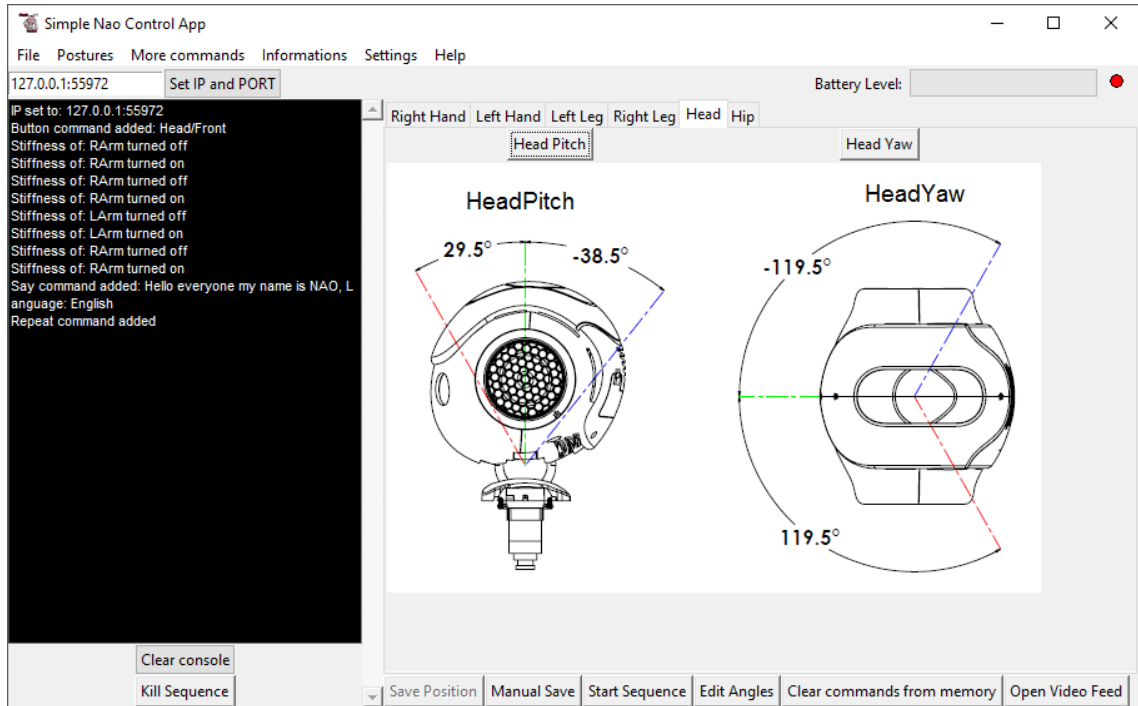 Simple Nao Control App
File Postures More commands Informations Settings Help
127.0.0.1:55972 Set IP and PORT Battery Level:
IP set to: 127.0.0.1:55972
Button command added: Head/Front
Stiffness of: RArm turned off
Stiffness of: RArm turned on
Stiffness of: RArm turned off
Stiffness of: RArm turned on
Stiffness of: LArm turned off
Stiffness of: LArm turned on
Stiffness of: RArm turned off
Stiffness of: RArm turned on
Say command added: Hello everyone my name is NAO, L
anguage: English
Repeat command added
Clear console
Kill Sequence
Right Hand Left Hand Left Leg Right Leg Head Hip
Head Pitch Head Yaw
HeadPitch
29.5° -38.5°
HeadYaw
-119.5°
119.5°
Save Position Manual Save Start Sequence Edit Angles Clear commands from memory Open Video Feed